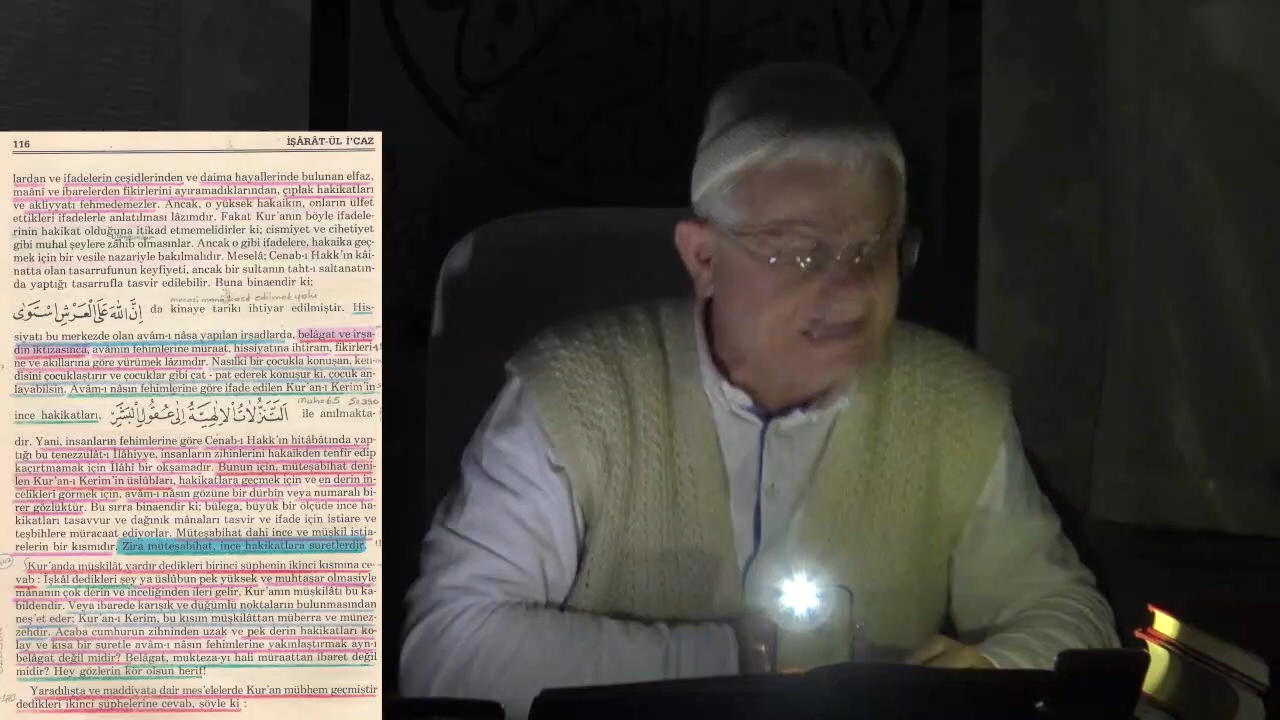 116 İŞÂRÂT-ÜL İ'CAZ
lardan ve ifadelerin çeşidlerinden ve daima hayallerinde bulunan elfaz,
maânî ve ibarelerden fikirlerini ayıramadıklarından, çıplak hakikatları
ve akliyyatı fehmedemezler. Ancak, o yüksek hakaikın, onların ülfet
ettikleri ifadelerle anlatılması lâzımdır. Fakat Kur'anın böyle ifadele-
rinin hakikat olduğuna itikad etmemelidirler ki; cismiyet ve cihetiyet
gibi muhal şeylere zâhib olmasınlar. Ancak o gibi ifadelere, hakaika geç-
mek için bir vesile nazariyle bakılmalıdır. Meselâ; Cenab-ı Hakk'ın kâi-
natta olan tasarrufunun keyfiyeti, ancak bir sultanın taht-ı saltanatın-
da yaptığı tasarrufla tasvir edilebilir. Buna binaendir ki;
اِنَّ اللّٰهَ عَلَى الْعَرْشِ اسْتَوٰى da kinaye tarikı ihtiyar edilmiştir. His-
siyatı bu merkezde olan avâm-ı nâsa yapılan irşadlarda, belâgat ve irşa-
dın iktizasınca, avâmın fehimlerine müraat, hissiyatına ihtiram, fikirleri-
ne ve akıllarına göre yürümek lâzımdır. Nasılki bir çocukla konuşan, ken-
disini çocuklaştırır ve çocuklar gibi çat - pat ederek konuşur ki, çocuk an-
layabilsin. Avâm-ı nâsın fehimlerine göre ifade edilen Kur'an-ı Kerim'in
ince hakikatları, اَلتَّنَزُّلَاتُ الْاِلٰهِيَّةُ اِلٰى عُقُولِ الْبَشَرِ ile anılmakta-
dır. Yani, insanların fehimlerine göre Cenab-ı Hakk'ın hitâbâtında yap-
tığı bu tenezzülât-ı İlâhiyye, insanların zihinlerini hakaikden tenfir edip
kaçırtmamak için İlâhî bir okşamadır. Bunun için, müteşabihat deni-
len Kur'an-ı Kerim'in üslûbları, hakikatlara geçmek için ve en derin in-
celikleri görmek için, avâm-ı nâsın gözüne bir dürbîn veya numaralı bi-
rer gözlüktür. Bu sırra binaendir ki; bülega, büyük bir ölçüde ince ha-
kikatları tasavvur ve dağınık mânaları tasvir ve ifade için istiare ve
teşbihlere müracaat ediyorlar. Müteşabihat dahi ince ve müşkil istia-
relerin bir kısmıdır. Zira müteşabihat, ince hakikatlara suretlerdir.
Kur'anda müşkilât vardır dedikleri birinci şüphenin ikinci kısmına ce-
vab : İşkâl dedikleri şey ya üslûbun pek yüksek ve muhtasar olmasiyle
mânanın çok derin ve inceliğinden ileri gelir, Kur'anın müşkilâtı bu ka-
bildendir. Veya ibarede karışık ve düğümlü noktaların bulunmasından
neş'et eder; Kur'an-ı Kerim, bu kısım müşkilâttan müberra ve münez-
zehdir. Acaba cumhurun zihninden uzak ve pek derin hakikatları ko-
lay ve kısa bir suretle avâm-ı nâsın fehimlerine yakınlaştırmak ayn-ı
belâgat değil midir? Belâgat, mukteza-yı hali müraattan ibaret değil
midir? Hey gözlerin kör olsun herif!
Yaradılışta ve maddiyata dair mes'elelerde Kur'an mübhem geçmiştir
dedikleri ikinci şüphelerine cevab, şöyle ki :